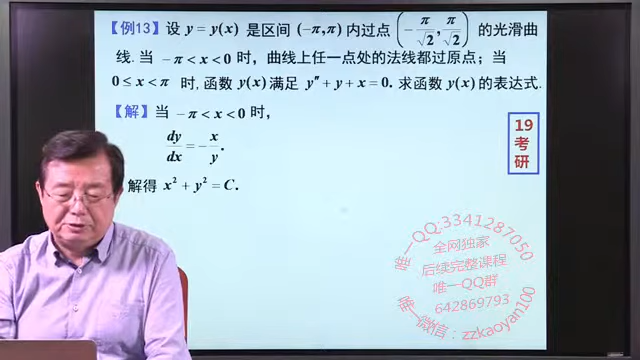 【例13】设 y = y(x) 是区间 (−π,π) 内过点 (−π/√2, π/√2) 的光滑曲
线.当 −π < x < 0 时，曲线上任一点处的法线都过原点；当
0 ≤ x < π 时,函数 y(x) 满足 y″ + y + x = 0. 求函数 y(x) 的表达式.
【解】当 −π < x < 0 时，
dy/dx = −x/y.
解得 x² + y² = C.
19
考
研
唯一QQ:3341287050
全网独家
后续完整课程
唯一QQ群
642869793
唯一微信：zzkaoyan100